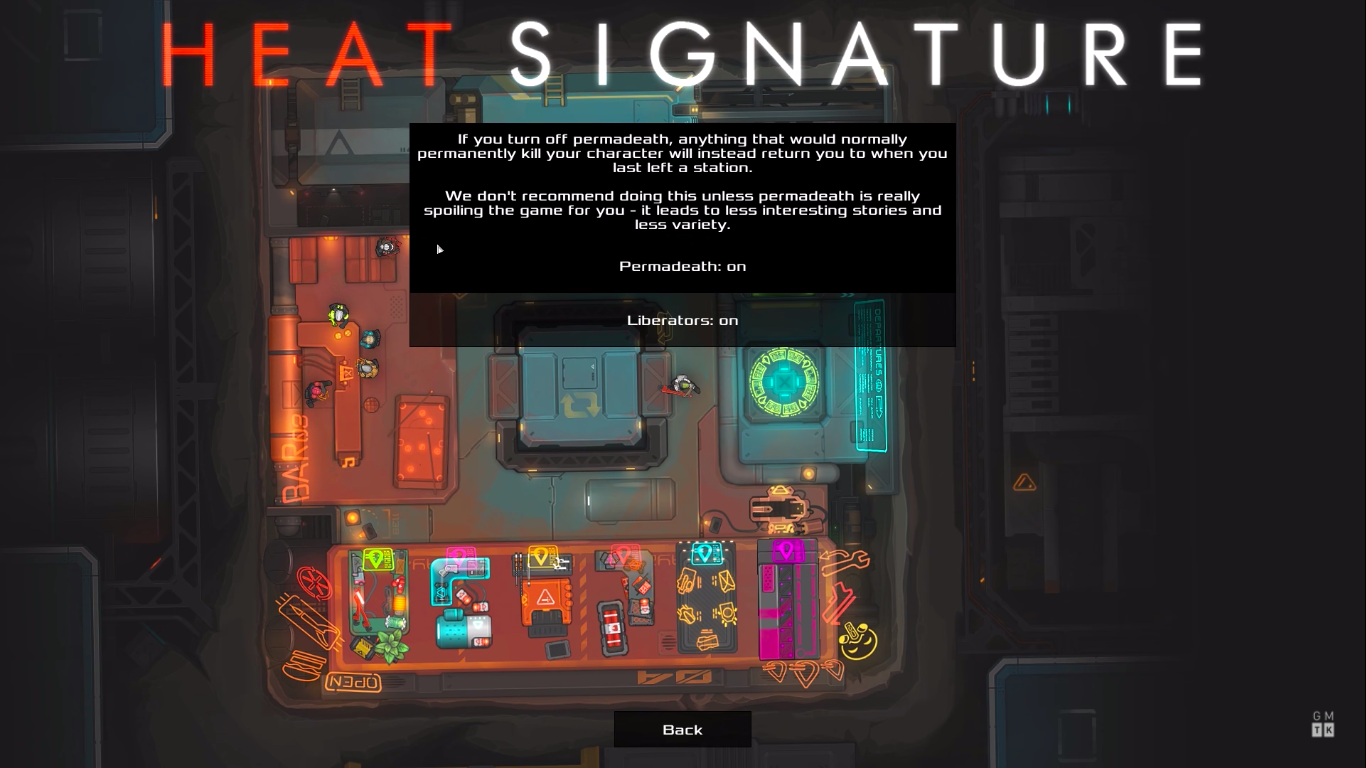 HEAT SIGNATURE
If you turn off permadeath, anything that would normally
permanently kill your character will instead return you to when you
last left a station.
We don't recommend doing this unless permadeath is really
spoiling the game for you - it leads to less interesting stories and
less variety.
Permadeath: on
Liberators: on
DEPARTURES
BAR
OPEN
Back
GM
TK